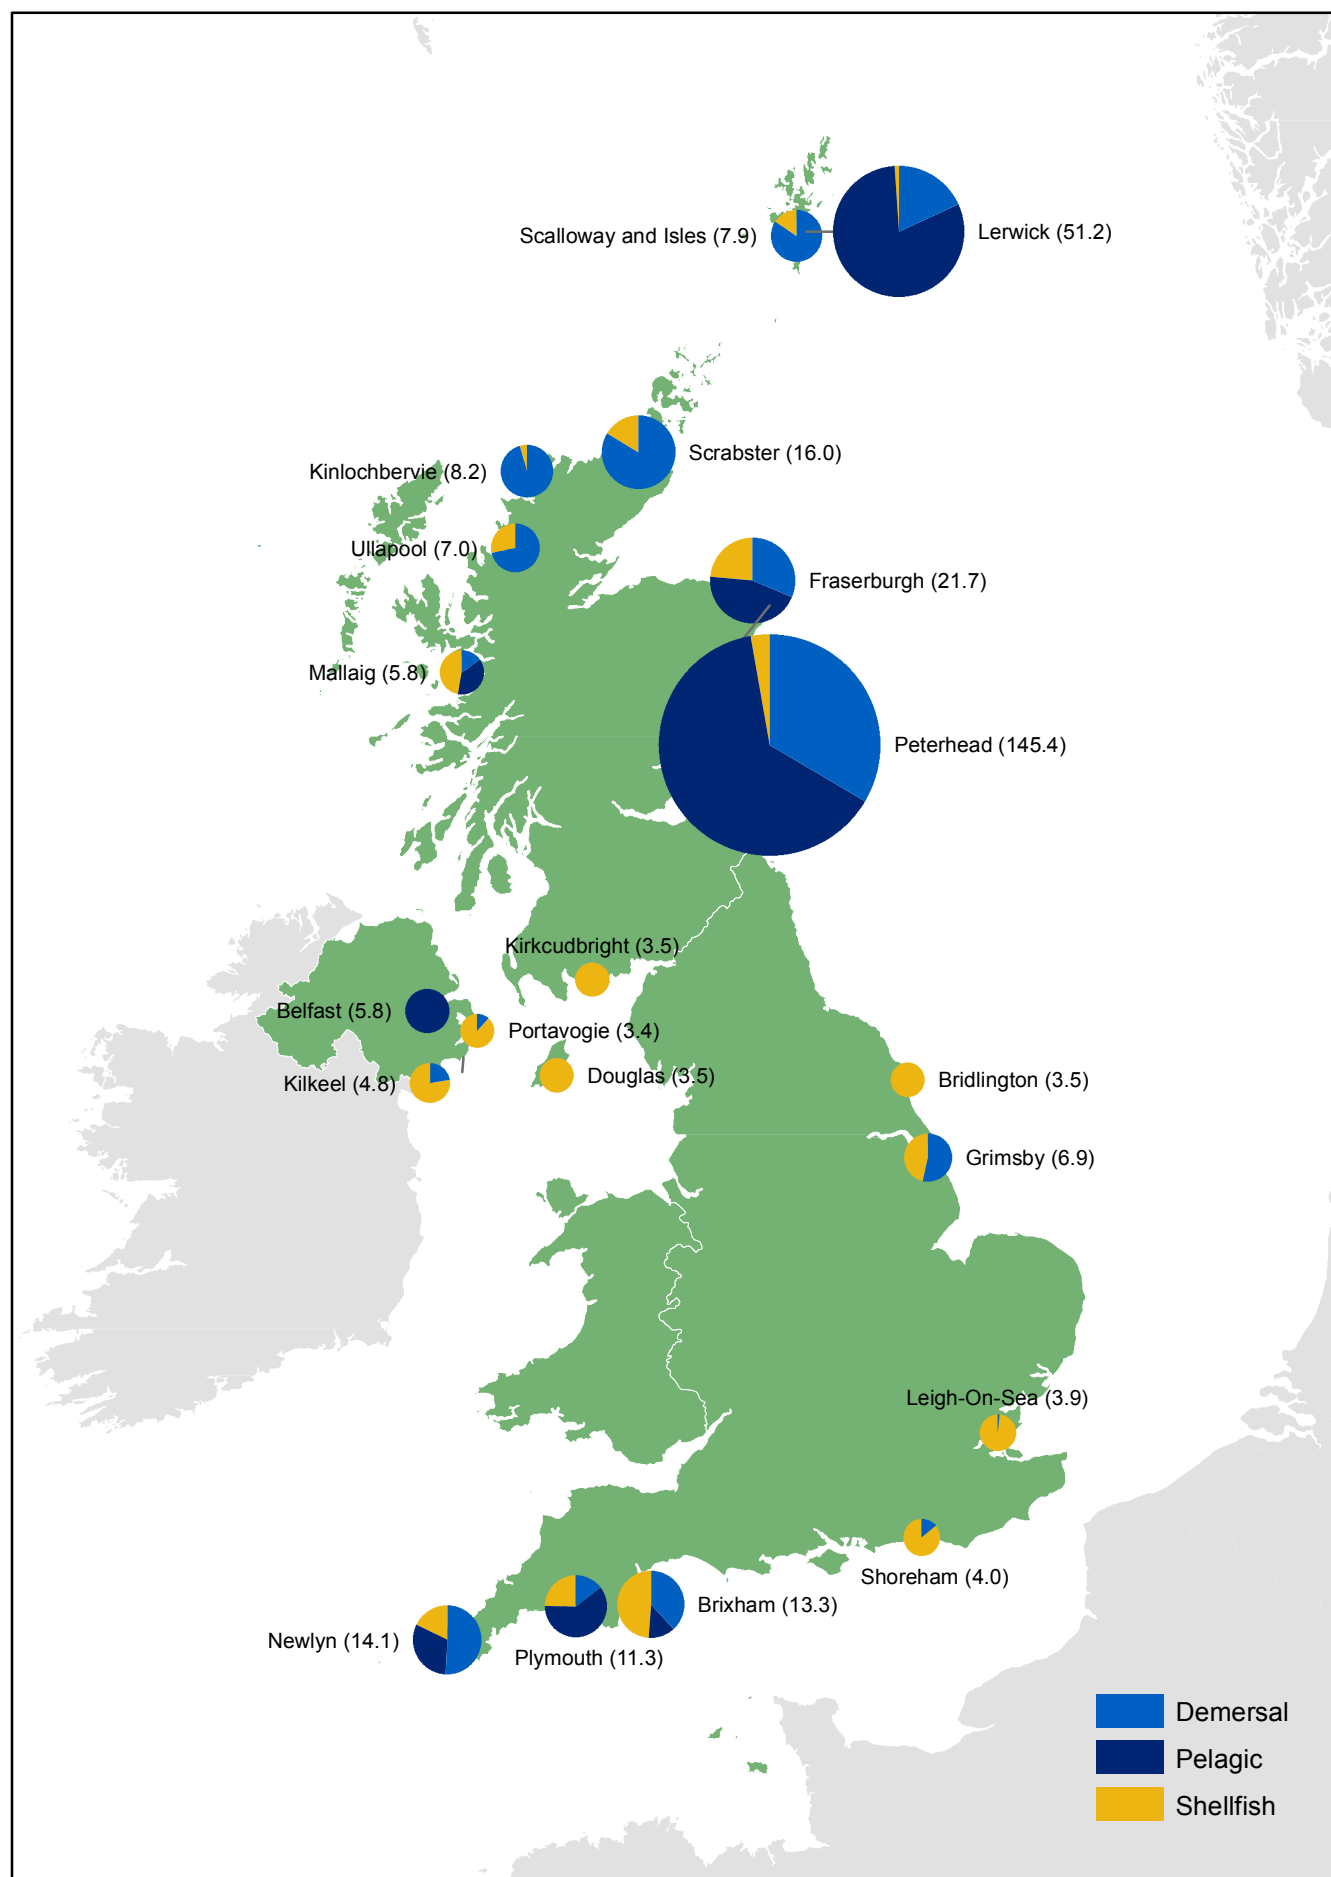 Scalloway and Isles (7.9)
Lerwick (51.2)
Scrabster (16.0)
Kinlochbervie (8.2)
Ullapool (7.0)
Fraserburgh (21.7)
Mallaig (5.8)
Peterhead (145.4)
Kirkcudbright (3.5)
Belfast (5.8)
Portavogie (3.4)
Kilkeel (4.8)
Douglas (3.5)
Bridlington (3.5)
Grimsby (6.9)
Leigh-On-Sea (3.9)
Shoreham (4.0)
Brixham (13.3)
Newlyn (14.1)
Plymouth (11.3)
Demersal
Pelagic
Shellfish